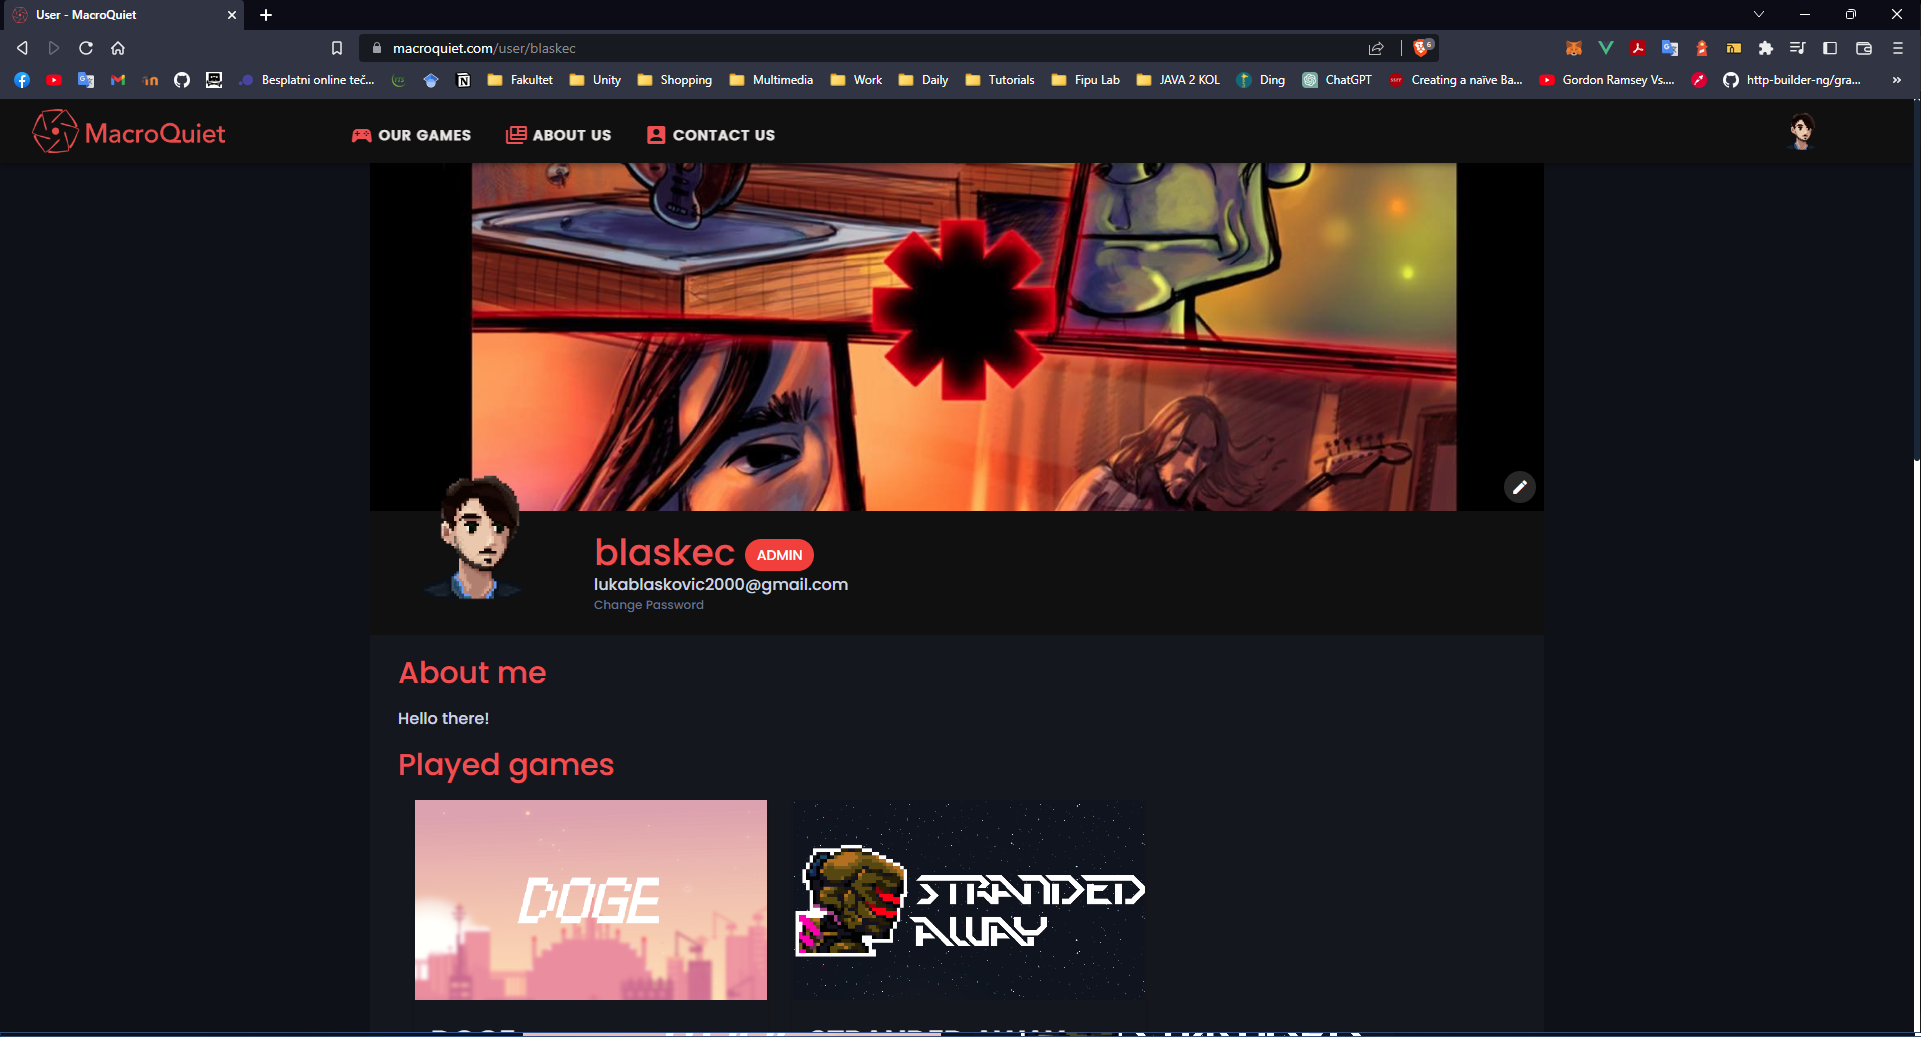 User - MacroQuiet
macroquiet.com/user/blaskec
6
Besplatni online teč...
Fakultet
Unity
Shopping
Multimedia
Work
Daily
Tutorials
Fipu Lab
JAVA 2 KOL
Ding
ChatGPT
Creating a naïve Ba...
Gordon Ramsey Vs....
http-builder-ng/gra...
MacroQuiet
OUR GAMES
ABOUT US
CONTACT US
blaskec
ADMIN
lukablaskovic2000@gmail.com
Change Password
About me
Hello there!
Played games
DOGE
STRANDED
AWAY